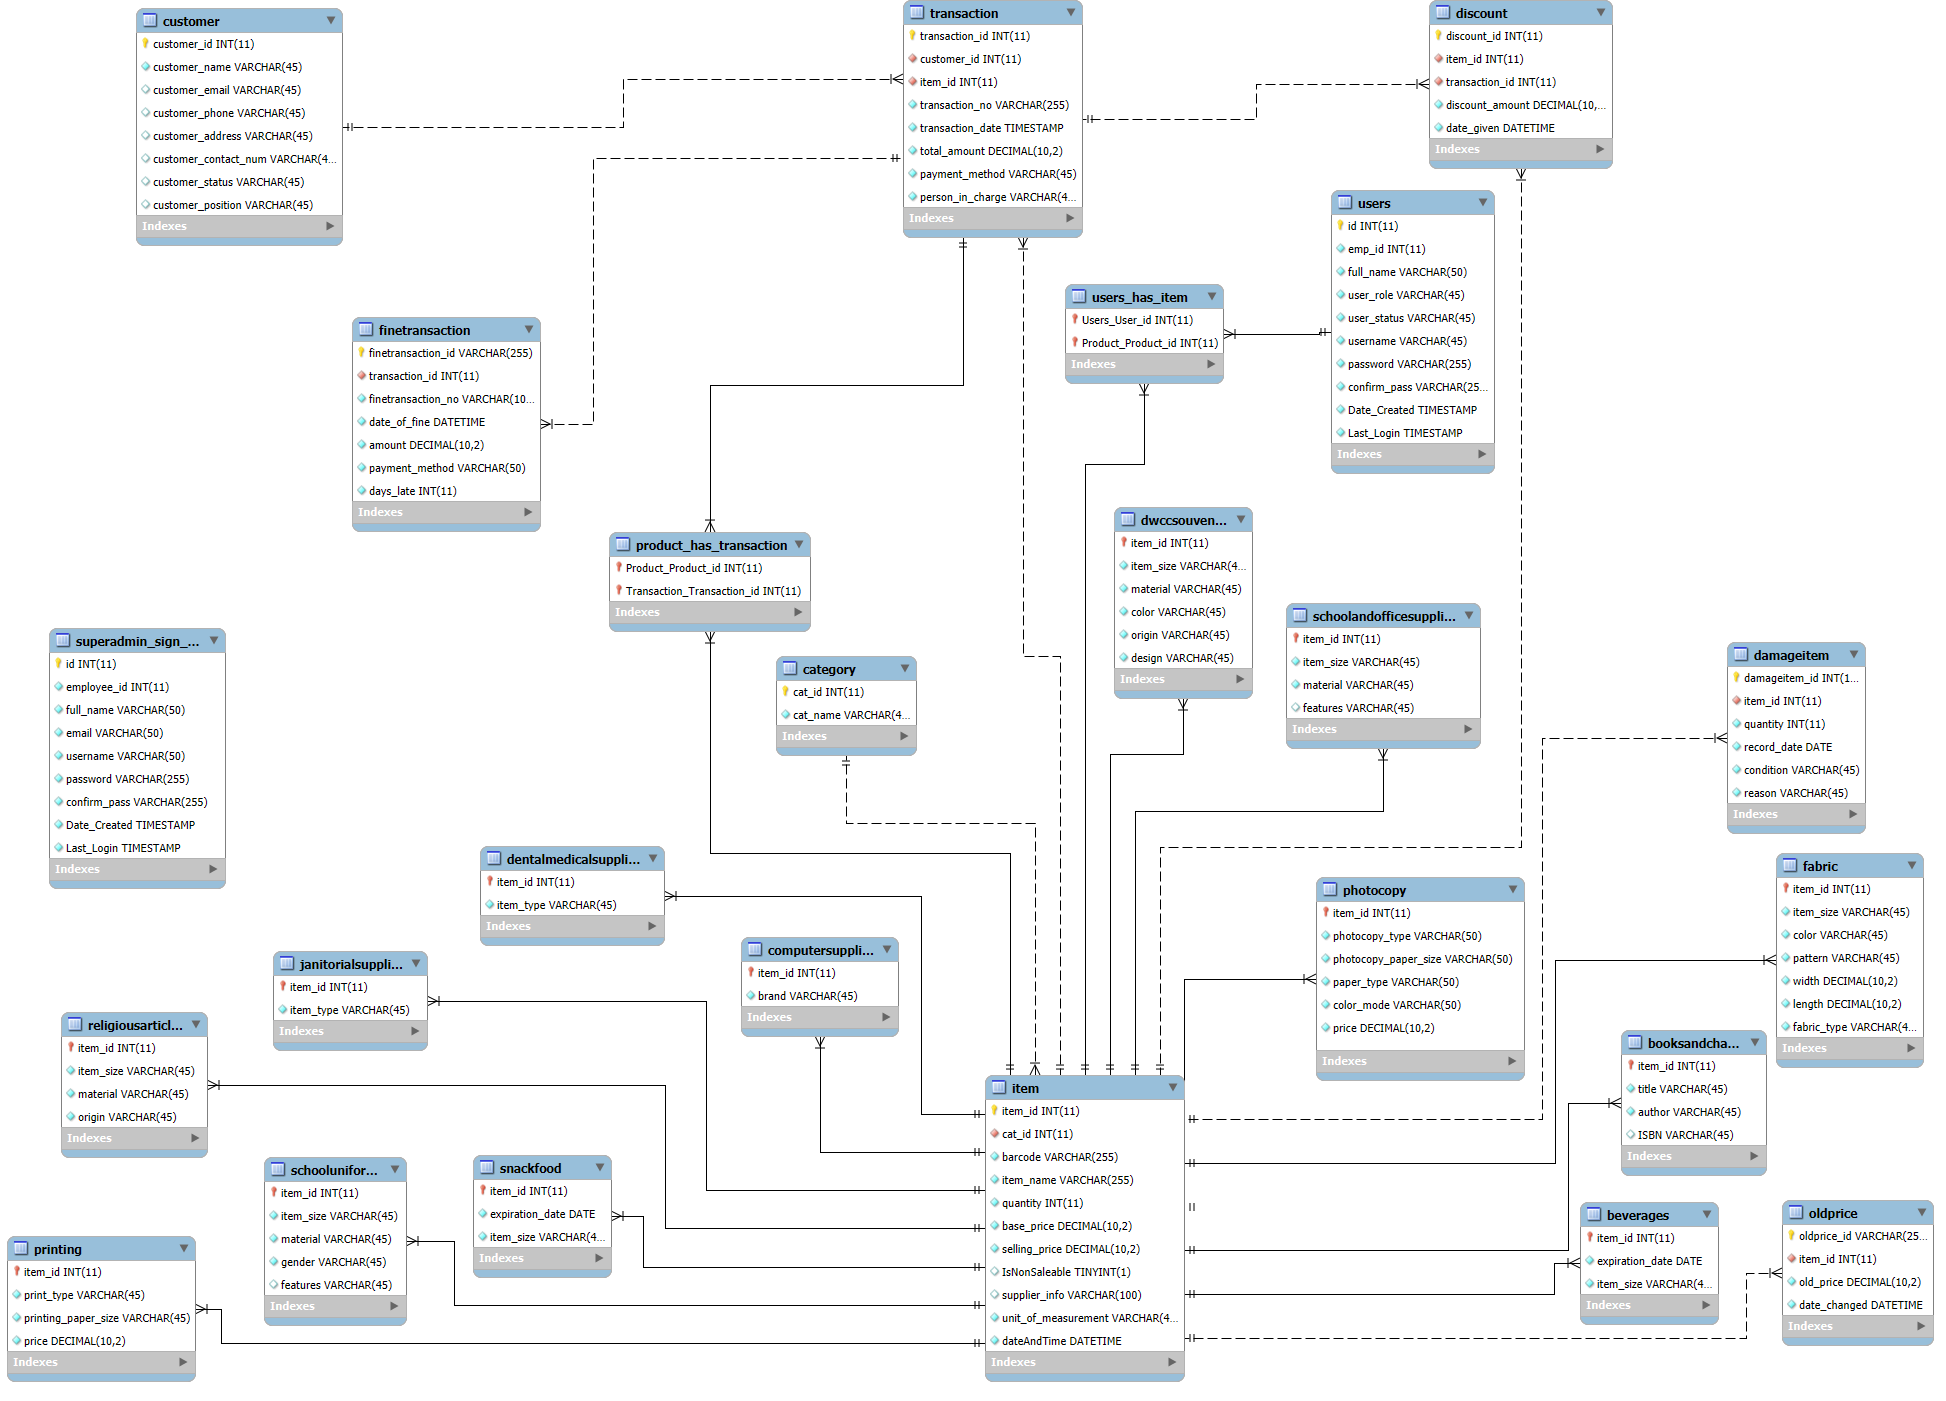 customer
customer_id INT(11)
customer_name VARCHAR(45)
customer_email VARCHAR(45)
customer_phone VARCHAR(45)
customer_address VARCHAR(45)
customer_contact_num VARCHAR(4...
customer_status VARCHAR(45)
customer_position VARCHAR(45)
Indexes
transaction
transaction_id INT(11)
customer_id INT(11)
item_id INT(11)
transaction_no VARCHAR(255)
transaction_date TIMESTAMP
total_amount DECIMAL(10,2)
payment_method VARCHAR(45)
person_in_charge VARCHAR(4...
Indexes
discount
discount_id INT(11)
item_id INT(11)
transaction_id INT(11)
discount_amount DECIMAL(10,...
date_given DATETIME
Indexes
users
id INT(11)
emp_id INT(11)
full_name VARCHAR(50)
user_role VARCHAR(45)
user_status VARCHAR(45)
username VARCHAR(45)
password VARCHAR(255)
confirm_pass VARCHAR(25...
Date_Created TIMESTAMP
Last_Login TIMESTAMP
Indexes
users_has_item
Users_User_id INT(11)
Product_Product_id INT(11)
Indexes
finetransaction
finetransaction_id VARCHAR(255)
transaction_id INT(11)
finetransaction_no VARCHAR(10...
date_of_fine DATETIME
amount DECIMAL(10,2)
payment_method VARCHAR(50)
days_late INT(11)
Indexes
product_has_transaction
Product_Product_id INT(11)
Transaction_Transaction_id INT(11)
Indexes
dwccsouven...
item_id INT(11)
item_size VARCHAR(4...
material VARCHAR(45)
color VARCHAR(45)
origin VARCHAR(45)
design VARCHAR(45)
Indexes
schoolandofficesuppli...
item_id INT(11)
item_size VARCHAR(45)
material VARCHAR(45)
features VARCHAR(45)
Indexes
superadmin_sign_...
id INT(11)
employee_id INT(11)
full_name VARCHAR(50)
email VARCHAR(50)
username VARCHAR(50)
password VARCHAR(255)
confirm_pass VARCHAR(255)
Date_Created TIMESTAMP
Last_Login TIMESTAMP
Indexes
category
cat_id INT(11)
cat_name VARCHAR(4...
Indexes
damageitem
damageitem_id INT(1...
item_id INT(11)
quantity INT(11)
record_date DATE
condition VARCHAR(45)
reason VARCHAR(45)
Indexes
dentalmedicalsuppli...
item_id INT(11)
item_type VARCHAR(45)
Indexes
photocopy
item_id INT(11)
photocopy_type VARCHAR(50)
photocopy_paper_size VARCHAR(50)
paper_type VARCHAR(50)
color_mode VARCHAR(50)
price DECIMAL(10,2)
Indexes
fabric
item_id INT(11)
item_size VARCHAR(45)
color VARCHAR(45)
pattern VARCHAR(45)
width DECIMAL(10,2)
length DECIMAL(10,2)
fabric_type VARCHAR(4...
Indexes
computersuppli...
item_id INT(11)
brand VARCHAR(45)
Indexes
janitorialsuppli...
item_id INT(11)
item_type VARCHAR(45)
Indexes
religiousarticl...
item_id INT(11)
item_size VARCHAR(45)
material VARCHAR(45)
origin VARCHAR(45)
Indexes
booksandcha...
item_id INT(11)
title VARCHAR(45)
author VARCHAR(45)
ISBN VARCHAR(45)
Indexes
item
item_id INT(11)
cat_id INT(11)
barcode VARCHAR(255)
item_name VARCHAR(255)
quantity INT(11)
base_price DECIMAL(10,2)
selling_price DECIMAL(10,2)
IsNonSaleable TINYINT(1)
supplier_info VARCHAR(100)
unit_of_measurement VARCHAR(4...
dateAndTime DATETIME
Indexes
schoolunifor...
item_id INT(11)
item_size VARCHAR(45)
material VARCHAR(45)
gender VARCHAR(45)
features VARCHAR(45)
Indexes
snackfood
item_id INT(11)
expiration_date DATE
item_size VARCHAR(4...
Indexes
beverages
item_id INT(11)
expiration_date DATE
item_size VARCHAR(4...
Indexes
oldprice
oldprice_id VARCHAR(25...
item_id INT(11)
old_price DECIMAL(10,2)
date_changed DATETIME
Indexes
printing
item_id INT(11)
print_type VARCHAR(45)
printing_paper_size VARCHAR(45)
price DECIMAL(10,2)
Indexes